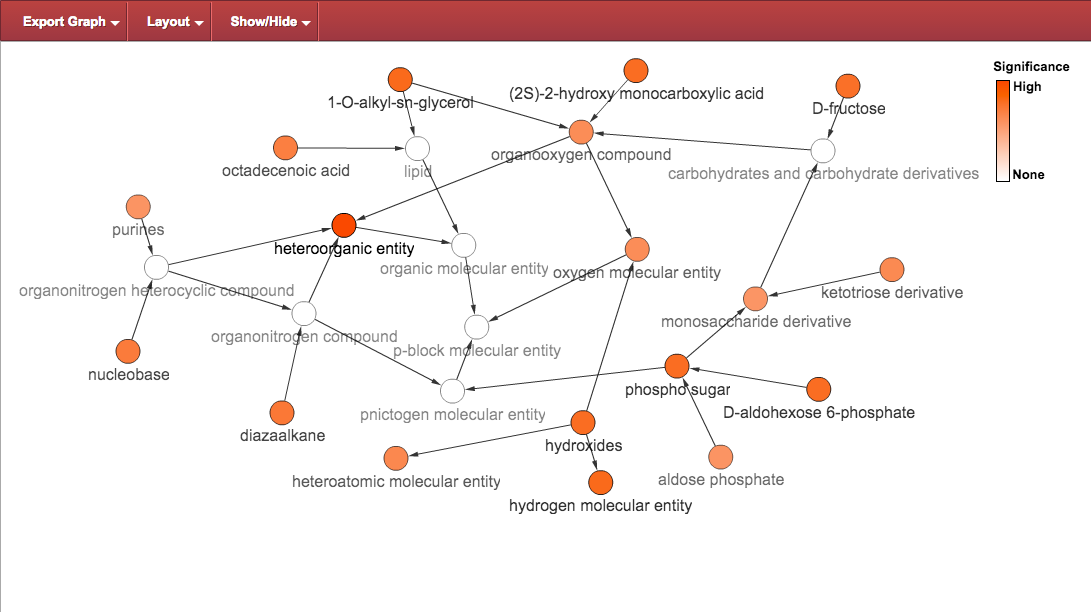 Export Graph
Layout
Show/Hide
Significance
High
None
1-O-alkyl-sn-glycerol
(2S)-2-hydroxy monocarboxylic acid
D-fructose
organooxygen compound
octadecenoic acid
lipid
carbohydrates and carbohydrate derivatives
purines
heteroorganic entity
organic molecular entity
oxygen molecular entity
organonitrogen heterocyclic compound
ketotriose derivative
monosaccharide derivative
organonitrogen compound
p-block molecular entity
nucleobase
phospho sugar
pnictogen molecular entity
D-aldohexose 6-phosphate
diazaalkane
hydroxides
heteroatomic molecular entity
aldose phosphate
hydrogen molecular entity